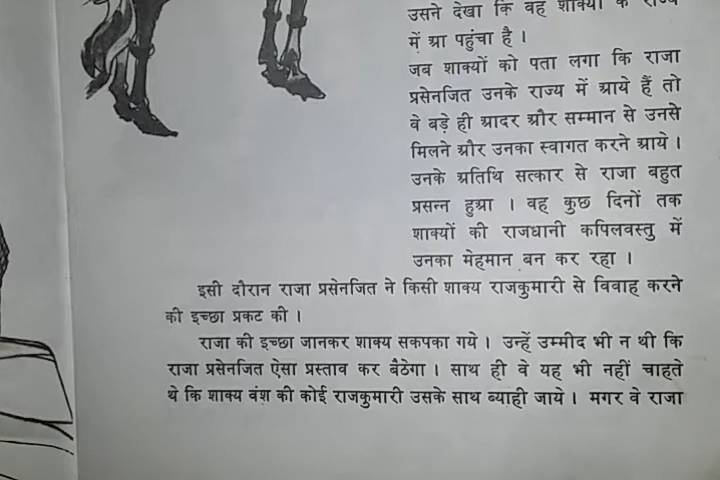 उसने देखा कि वह शाक्यों के राज्य
में आ पहुंचा है ।
जब शाक्यों को पता लगा कि राजा
प्रसेनजित उनके राज्य में आये हैं तो
वे बड़े ही आदर और सम्मान से उनसे
मिलने और उनका स्वागत करने आये ।
उनके अतिथि सत्कार से राजा बहुत
प्रसन्न हुआ । वह कुछ दिनों तक
शाक्यों की राजधानी कपिलवस्तु में
उनका मेहमान बन कर रहा ।
इसी दौरान राजा प्रसेनजित ने किसी शाक्य राजकुमारी से विवाह करने
की इच्छा प्रकट की ।
राजा की इच्छा जानकर शाक्य सकपका गये । उन्हें उम्मीद भी न थी कि
राजा प्रसेनजित ऐसा प्रस्ताव कर बैठेगा । साथ ही वे यह भी नहीं चाहते
थे कि शाक्य वंश की कोई राजकुमारी उसके साथ ब्याही जाये । मगर वे राजा